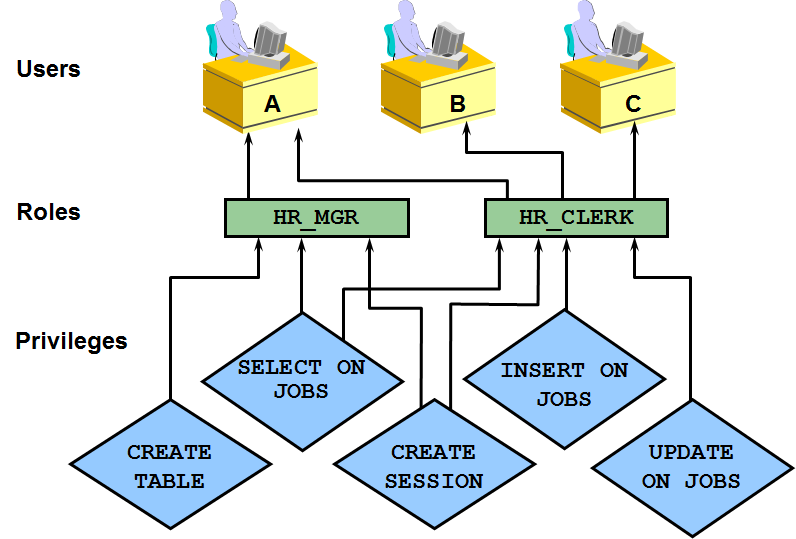 Users
A
B
C
Roles
HR_MGR
HR_CLERK
Privileges
SELECT ON
JOBS
INSERT ON
JOBS
CREATE
TABLE
CREATE
SESSION
UPDATE
ON JOBS